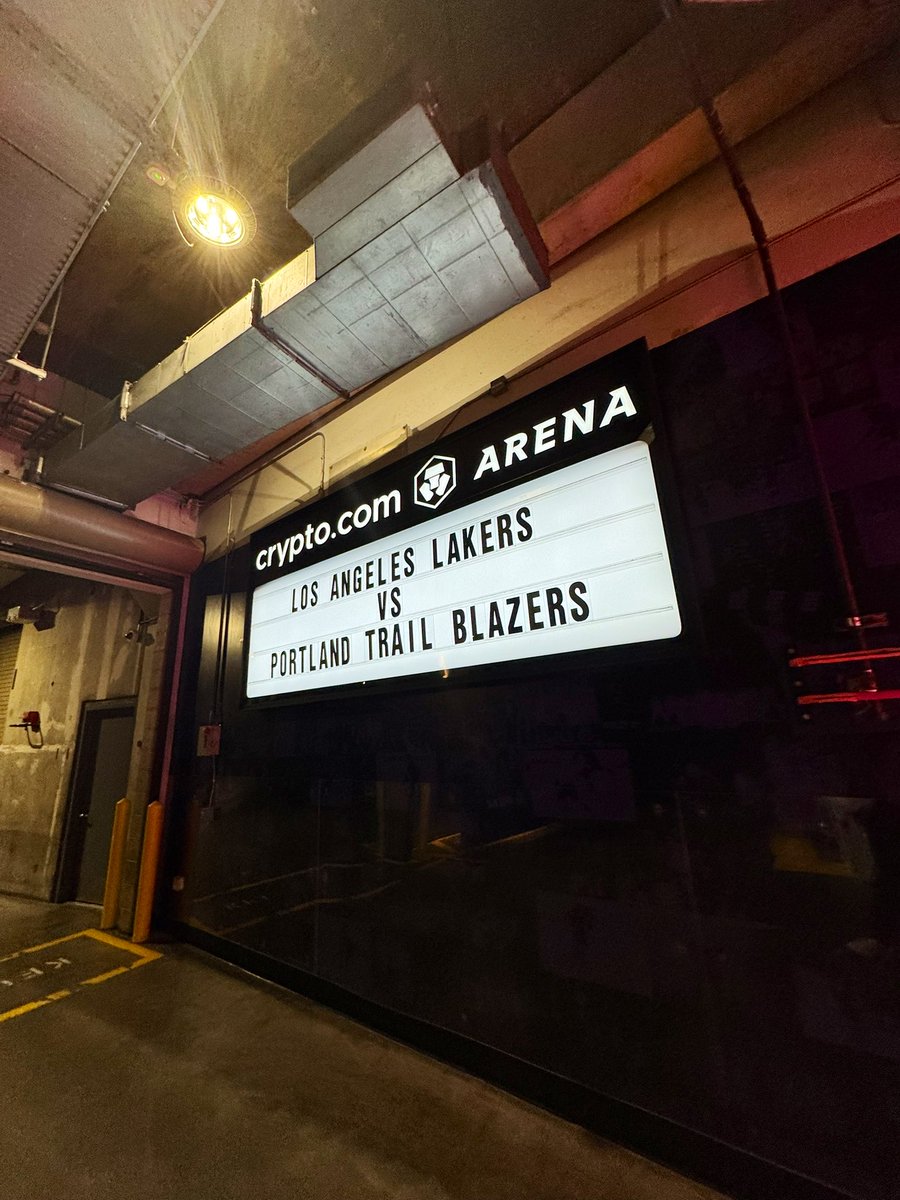 crypto.com ARENA
LOS ANGELES LAKERS
VS
PORTLAND TRAIL BLAZERS